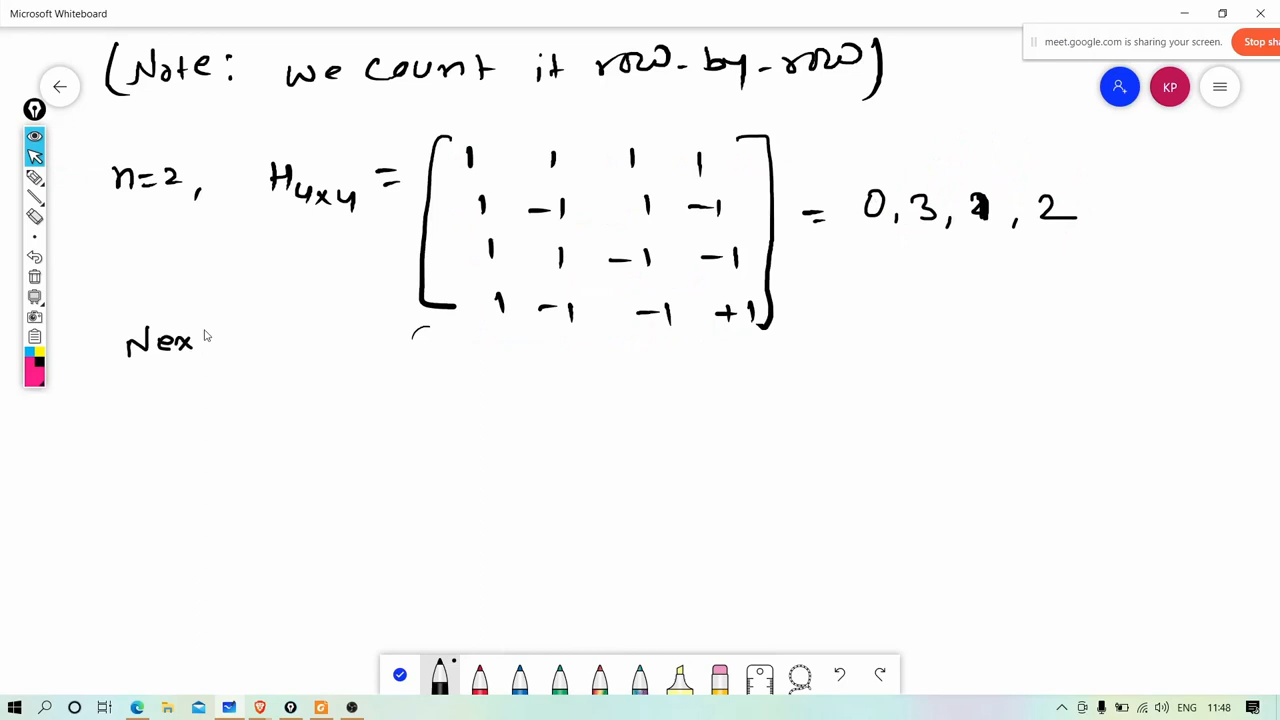 Microsoft Whiteboard
meet.google.com is sharing your screen.
Stop sha
(Note: we count it row-by-row)
KP
n=2, H4x4 = [1 1 1 1
1 -1 1 -1
1 1 -1 -1
1 -1 -1 +1] = 0, 3, 1, 2
Nex
ENG 11:48